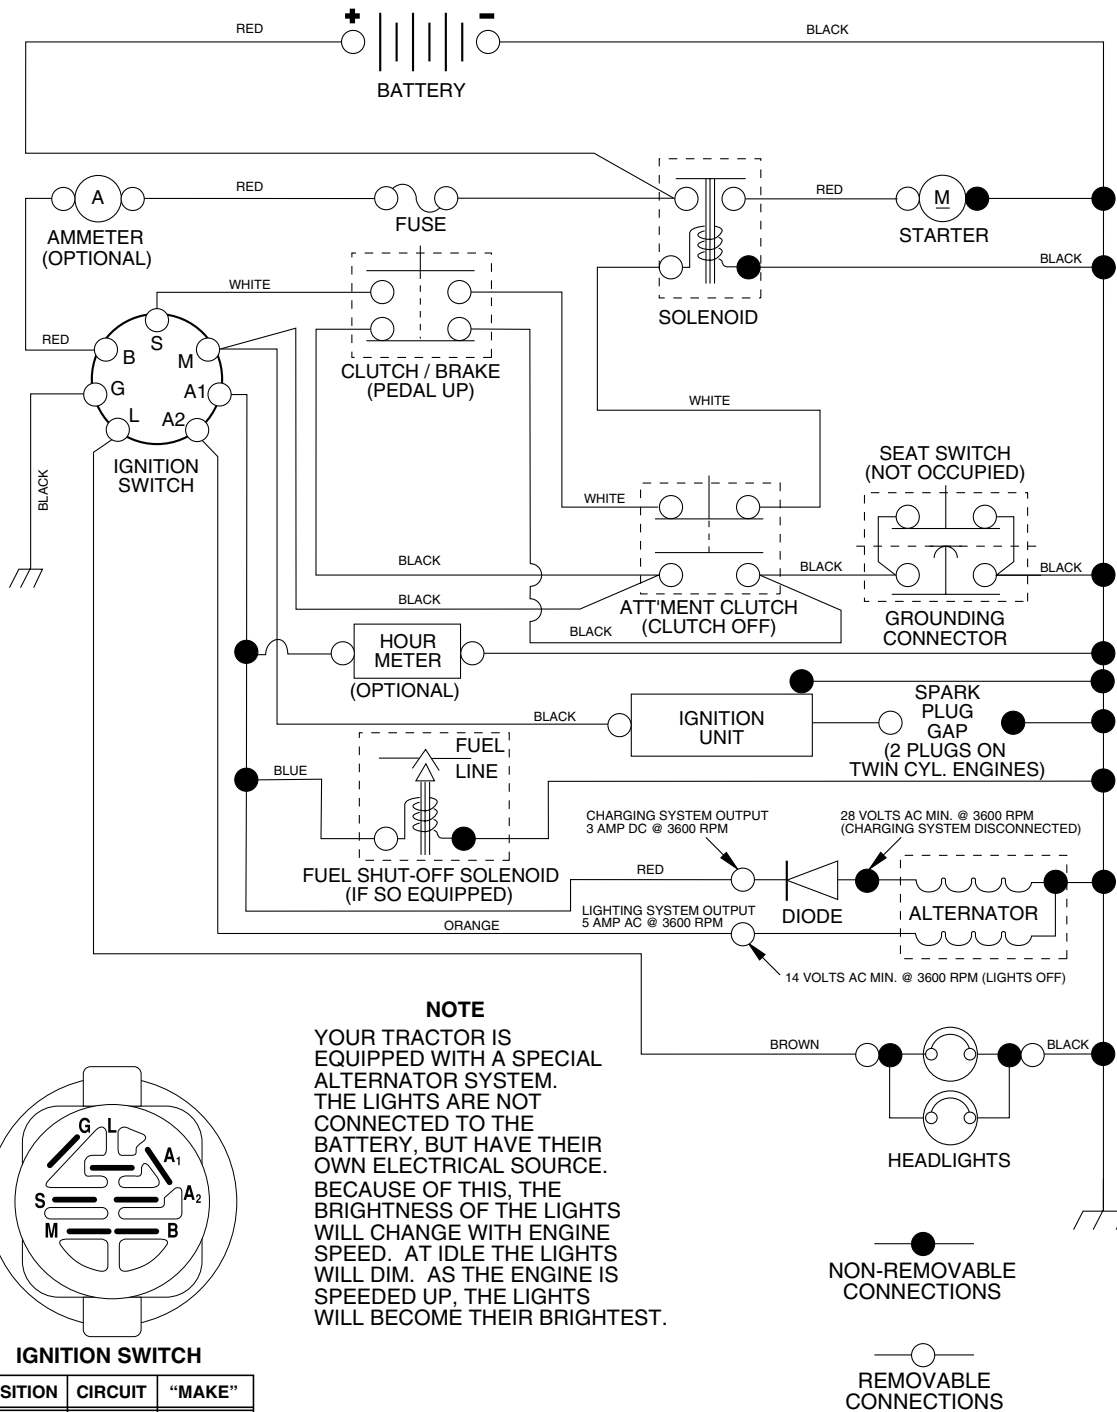 + -
RED
BLACK
BATTERY
A
RED
FUSE
RED
M
STARTER
AMMETER
(OPTIONAL)
BLACK
SOLENOID
WHITE
CLUTCH / BRAKE
(PEDAL UP)
RED
S
B
M
G
A1
L
A2
IGNITION
SWITCH
BLACK
WHITE
SEAT SWITCH
(NOT OCCUPIED)
WHITE
BLACK
BLACK
BLACK
BLACK
ATT'MENT CLUTCH
(CLUTCH OFF)
BLACK
GROUNDING
CONNECTOR
HOUR
METER
(OPTIONAL)
BLACK
IGNITION
UNIT
SPARK
PLUG
GAP
(2 PLUGS ON
TWIN CYL. ENGINES)
BLUE
FUEL
LINE
FUEL SHUT-OFF SOLENOID
(IF SO EQUIPPED)
CHARGING SYSTEM OUTPUT
3 AMP DC @ 3600 RPM
28 VOLTS AC MIN. @ 3600 RPM
(CHARGING SYSTEM DISCONNECTED)
RED
DIODE
ALTERNATOR
LIGHTING SYSTEM OUTPUT
5 AMP AC @ 3600 RPM
ORANGE
14 VOLTS AC MIN. @ 3600 RPM (LIGHTS OFF)
BROWN
BLACK
HEADLIGHTS
NOTE
YOUR TRACTOR IS
EQUIPPED WITH A SPECIAL
ALTERNATOR SYSTEM.
THE LIGHTS ARE NOT
CONNECTED TO THE
BATTERY, BUT HAVE THEIR
OWN ELECTRICAL SOURCE.
BECAUSE OF THIS, THE
BRIGHTNESS OF THE LIGHTS
WILL CHANGE WITH ENGINE
SPEED. AT IDLE THE LIGHTS
WILL DIM. AS THE ENGINE IS
SPEEDED UP, THE LIGHTS
WILL BECOME THEIR BRIGHTEST.
G L
A1
A2
S
M
B
IGNITION SWITCH
SITION CIRCUIT “MAKE”
NON-REMOVABLE
CONNECTIONS
REMOVABLE
CONNECTIONS